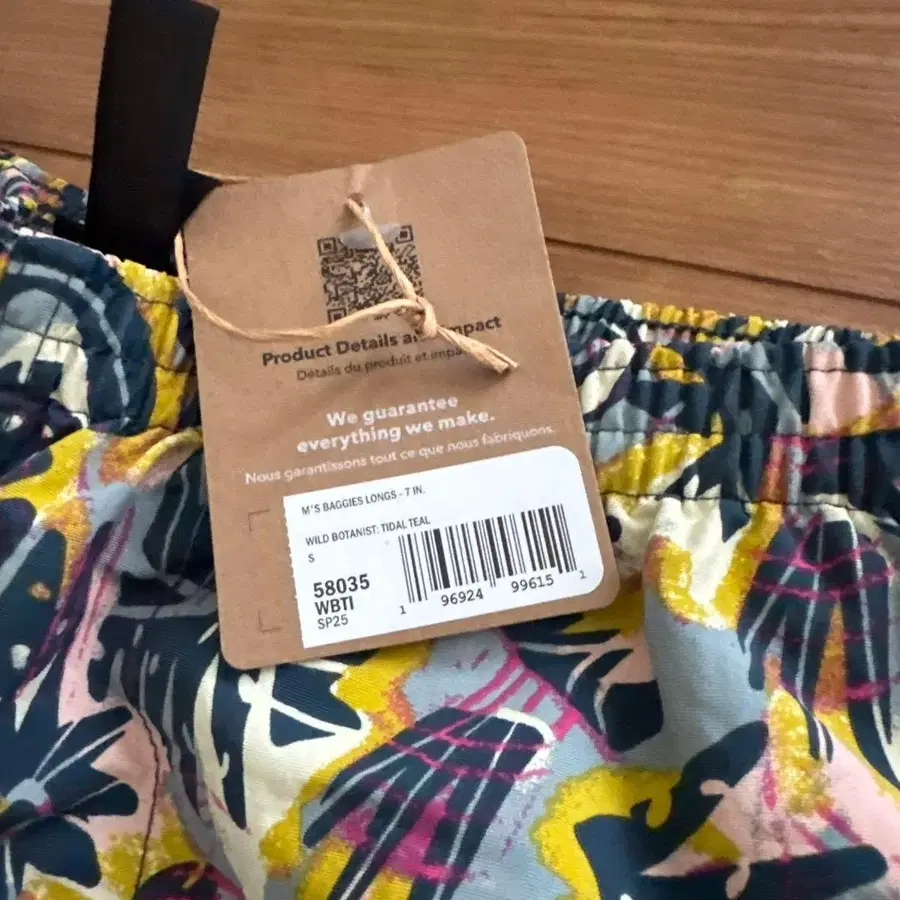 Product Details and Impact
Détails du produit et impact
We guarantee
everything we make.
Nous garantissons tout ce que nous fabriquons.
M'S BAGGIES LONGS - 7 IN.
WILD BOTANIST: TIDAL TEAL
S
58035
WBTI
SP25
1 96924 99615 1